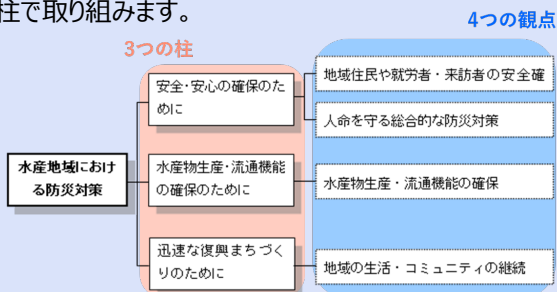 柱で取り組みます。
4つの観点
3つの柱
安全・安心の確保のた
めに
地域住民や就労者・来訪者の安全確
人命を守る総合的な防災対策
水産地域におけ
る防災対策
水産物生産・流通機能
の確保のために
水産物生産・流通機能の確保
迅速な復興まちづく
りのために
地域の生活・コミュニティの継続